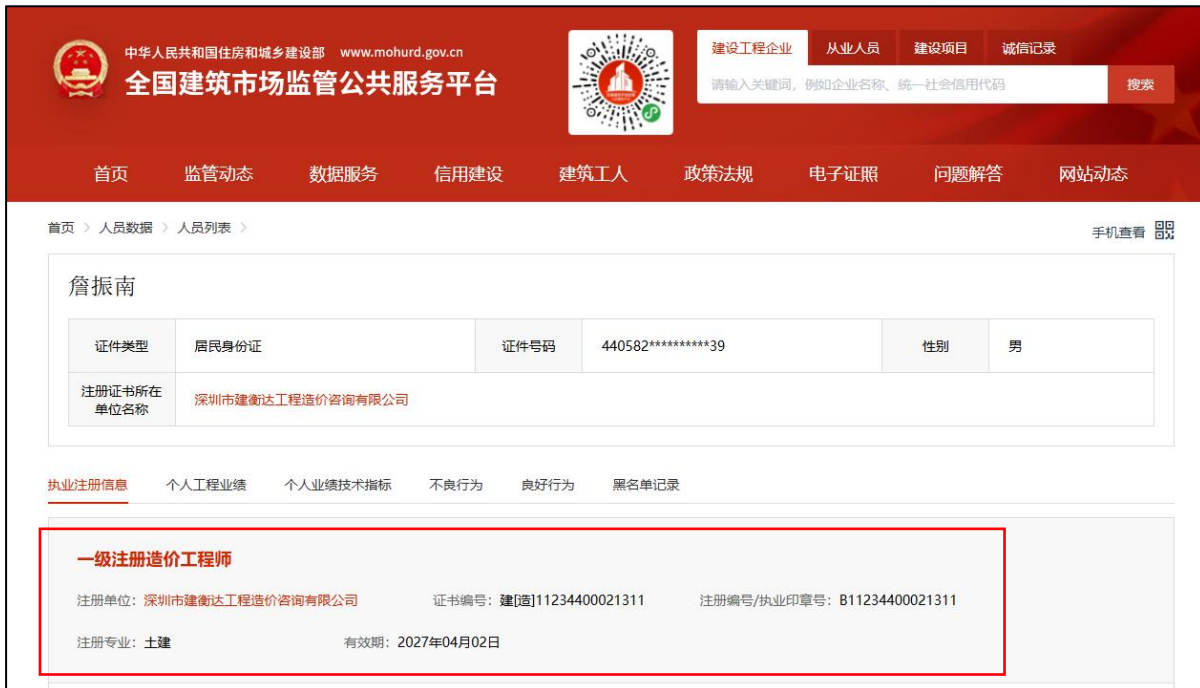 中华人民共和国住房和城乡建设部 www.mohurd.gov.cn
全国建筑市场监管公共服务平台
建设工程企业 从业人员 建设项目 诚信记录
请输入关键词，例如企业名称、统一社会信用代码 搜索
首页 监管动态 数据服务 信用建设 建筑工人 政策法规 电子证照 问题解答 网站动态
首页 > 人员数据 > 人员列表 >
手机查看
詹振南
证件类型 居民身份证 证件号码 440582**********39 性别 男
注册证书所在
单位名称
深圳市建衡达工程造价咨询有限公司
执业注册信息 个人工程业绩 个人业绩技术指标 不良行为 良好行为 黑名单记录
一级注册造价工程师
注册单位：深圳市建衡达工程造价咨询有限公司 证书编号：建[造]11234400021311 注册编号/执业印章号：B11234400021311
注册专业：土建 有效期：2027年04月02日